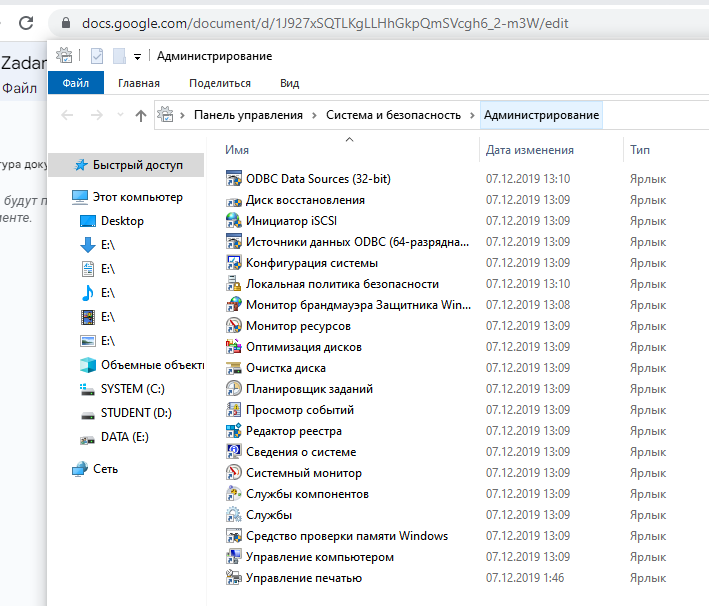 docs.google.com/document/d/1J927xSQTLKgLLHhGkpQmSVcgh6_2-m3W/edit
Zadan
Файл
Администрирование
Файл Главная Поделиться Вид
Панель управления > Система и безопасность > Администрирование
Имя Дата изменения Тип
тура доку
будут п
менте.
Быстрый доступ
Этот компьютер
Desktop
E:\
E:\
E:\
E:\
E:\
Объемные объекты
SYSTEM (C:)
STUDENT (D:)
DATA (E:)
Сеть
ODBC Data Sources (32-bit) 07.12.2019 13:10 Ярлык
Диск восстановления 07.12.2019 13:09 Ярлык
Инициатор iSCSI 07.12.2019 13:09 Ярлык
Источники данных ODBC (64-разрядна... 07.12.2019 13:09 Ярлык
Конфигурация системы 07.12.2019 13:09 Ярлык
Локальная политика безопасности 07.12.2019 13:10 Ярлык
Монитор брандмауэра Защитника Win... 07.12.2019 13:08 Ярлык
Монитор ресурсов 07.12.2019 13:09 Ярлык
Оптимизация дисков 07.12.2019 13:09 Ярлык
Очистка диска 07.12.2019 13:09 Ярлык
Планировщик заданий 07.12.2019 13:09 Ярлык
Просмотр событий 07.12.2019 13:09 Ярлык
Редактор реестра 07.12.2019 13:09 Ярлык
Сведения о системе 07.12.2019 13:09 Ярлык
Системный монитор 07.12.2019 13:09 Ярлык
Службы компонентов 07.12.2019 13:09 Ярлык
Службы 07.12.2019 13:09 Ярлык
Средство проверки памяти Windows 07.12.2019 13:09 Ярлык
Управление компьютером 07.12.2019 13:09 Ярлык
Управление печатью 07.12.2019 1:46 Ярлык